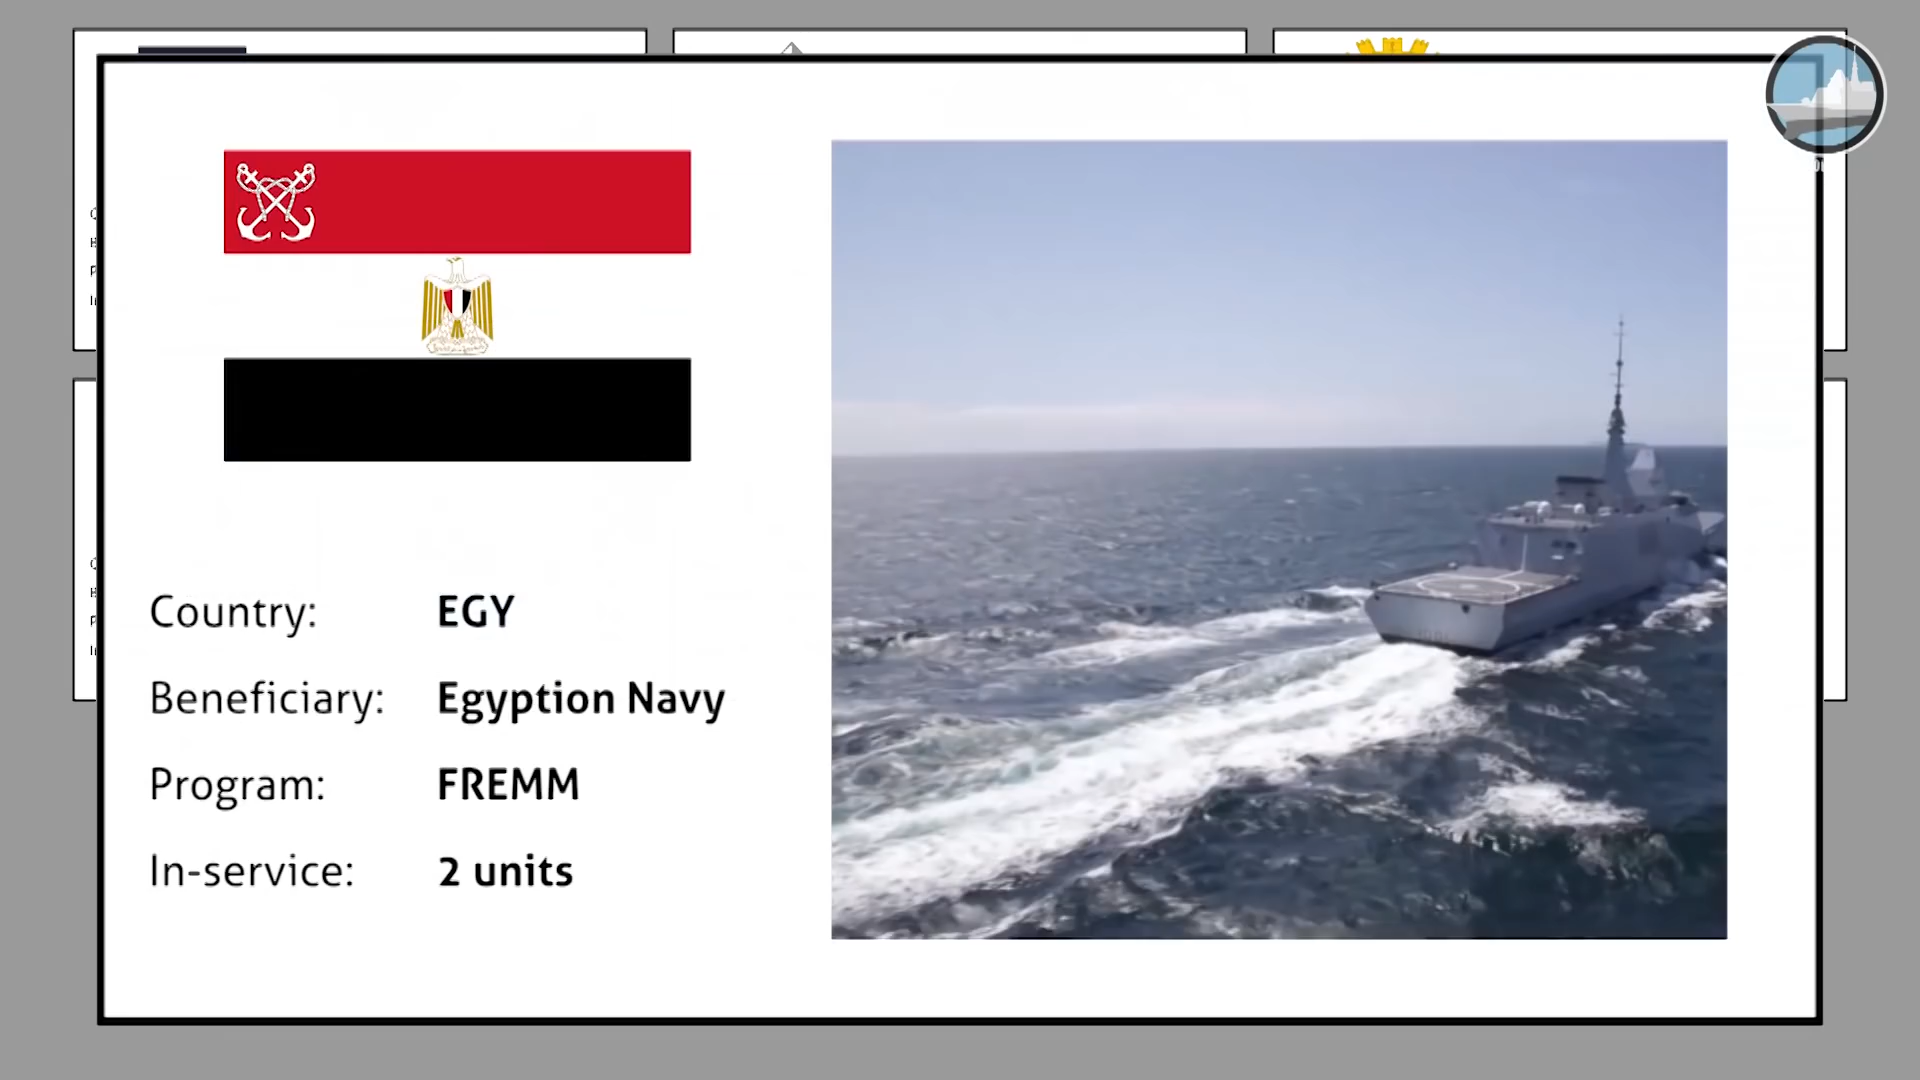 Country: EGY
Beneficiary: Egyption Navy
Program: FREMM
In-service: 2 units